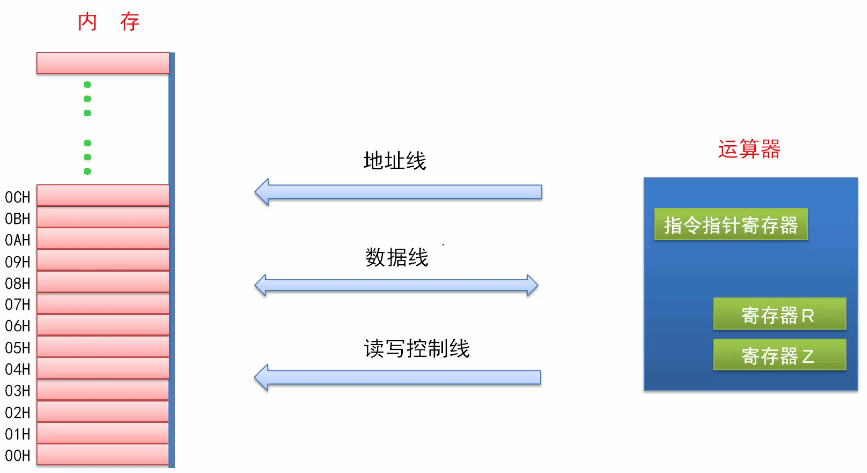 内 存
0CH
0BH
0AH
09H
08H
07H
06H
05H
04H
03H
02H
01H
00H
地址线
数据线
读写控制线
运算器
指令指针寄存器
寄存器R
寄存器Z